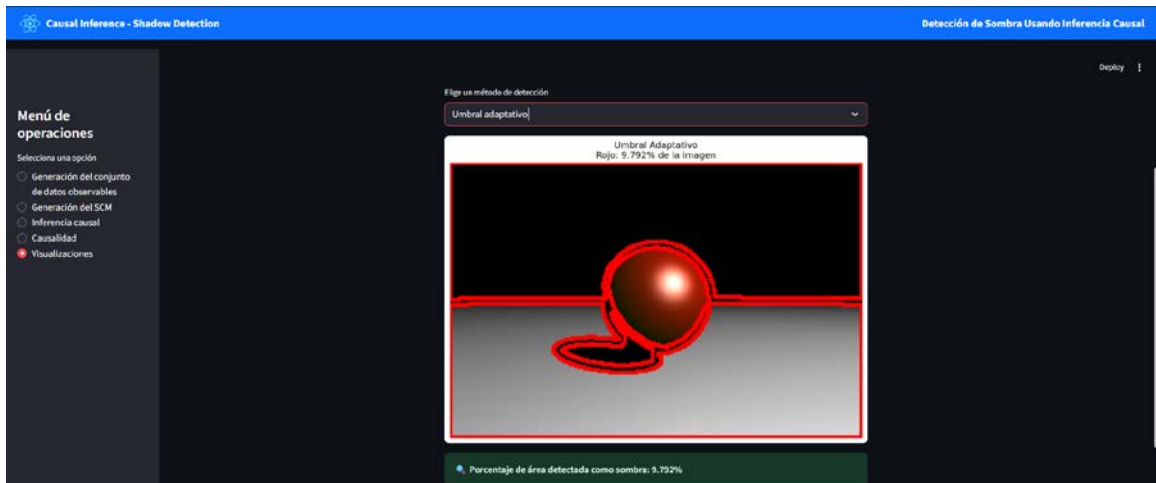 Causal Inference - Shadow Detection
Detección de Sombra Usando Inferencia Causal
Deploy
Menú de
operaciones
Selecciona una opción
Generación del conjunto
de datos observables
Generación del SCM
Inferencia causal
Causalidad
Visualizaciones
Elige un método de detección
Umbral adaptativo
Umbral Adaptativo
Rojo: 9.792% de la imagen
Porcentaje de área detectada como sombra: 9.792%